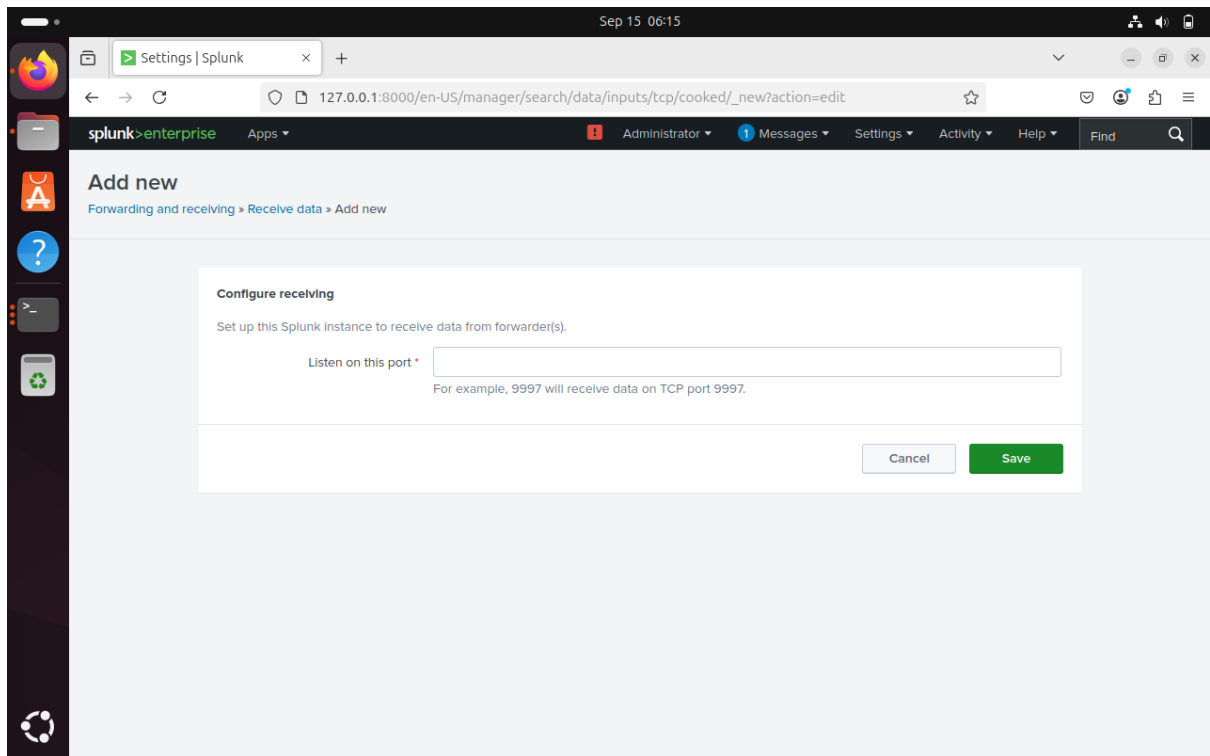 Sep 15 06:15
Settings | Splunk
127.0.0.1:8000/en-US/manager/search/data/inputs/tcp/cooked/_new?action=edit
splunk>enterprise Apps Administrator 1 Messages Settings Activity Help Find
Add new
Forwarding and receiving » Receive data » Add new
Configure receiving
Set up this Splunk instance to receive data from forwarder(s).
Listen on this port *
For example, 9997 will receive data on TCP port 9997.
Cancel Save